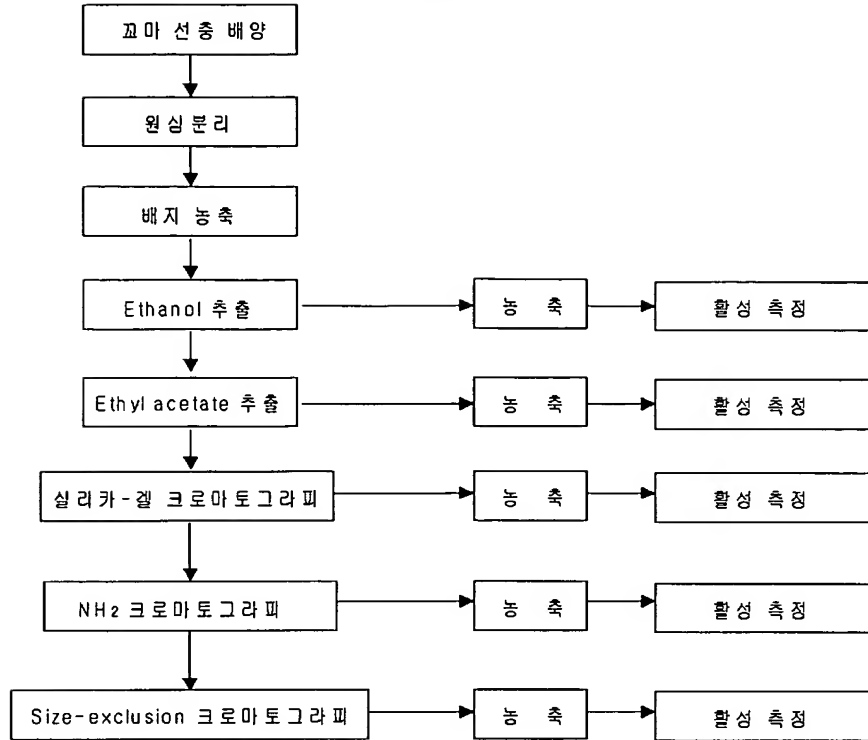 꼬마 선충 배양
원심분리
배지 농축
Ethanol 추출
농 축
활성 측정
Ethyl acetate 추출
농 축
활성 측정
실리카-겔 크로마토그라피
농 축
활성 측정
NH2 크로마토그라피
농 축
활성 측정
Size-exclusion 크로마토그라피
농 축
활성 측정